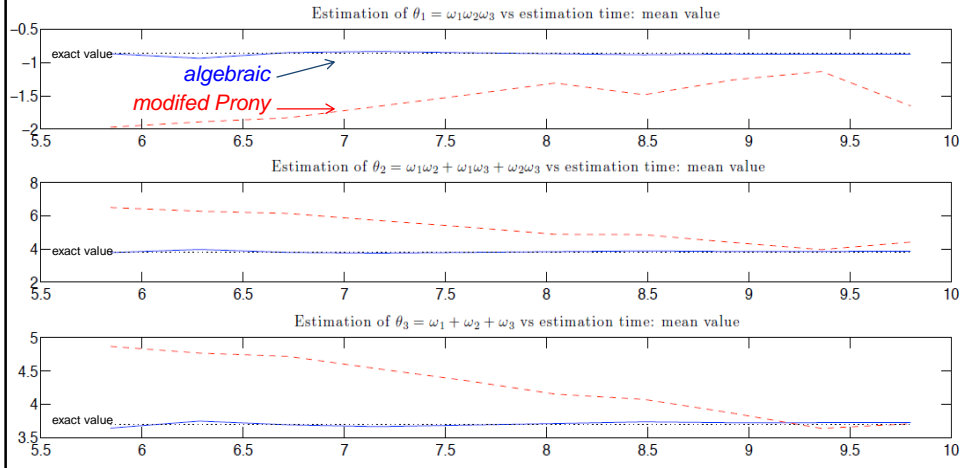 Estimation of θ₁ = ω₁ω₂ω₃ vs estimation time: mean value
−0.5
exact value
−1
algebraic
−1.5
modifed Prony
−2
5.5 6 6.5 7 7.5 8 8.5 9 9.5 10
Estimation of θ₂ = ω₁ω₂ + ω₁ω₃ + ω₂ω₃ vs estimation time: mean value
8
6
4
exact value
2
5.5 6 6.5 7 7.5 8 8.5 9 9.5 10
Estimation of θ₃ = ω₁ + ω₂ + ω₃ vs estimation time: mean value
5
4.5
4
exact value
3.5
5.5 6 6.5 7 7.5 8 8.5 9 9.5 10